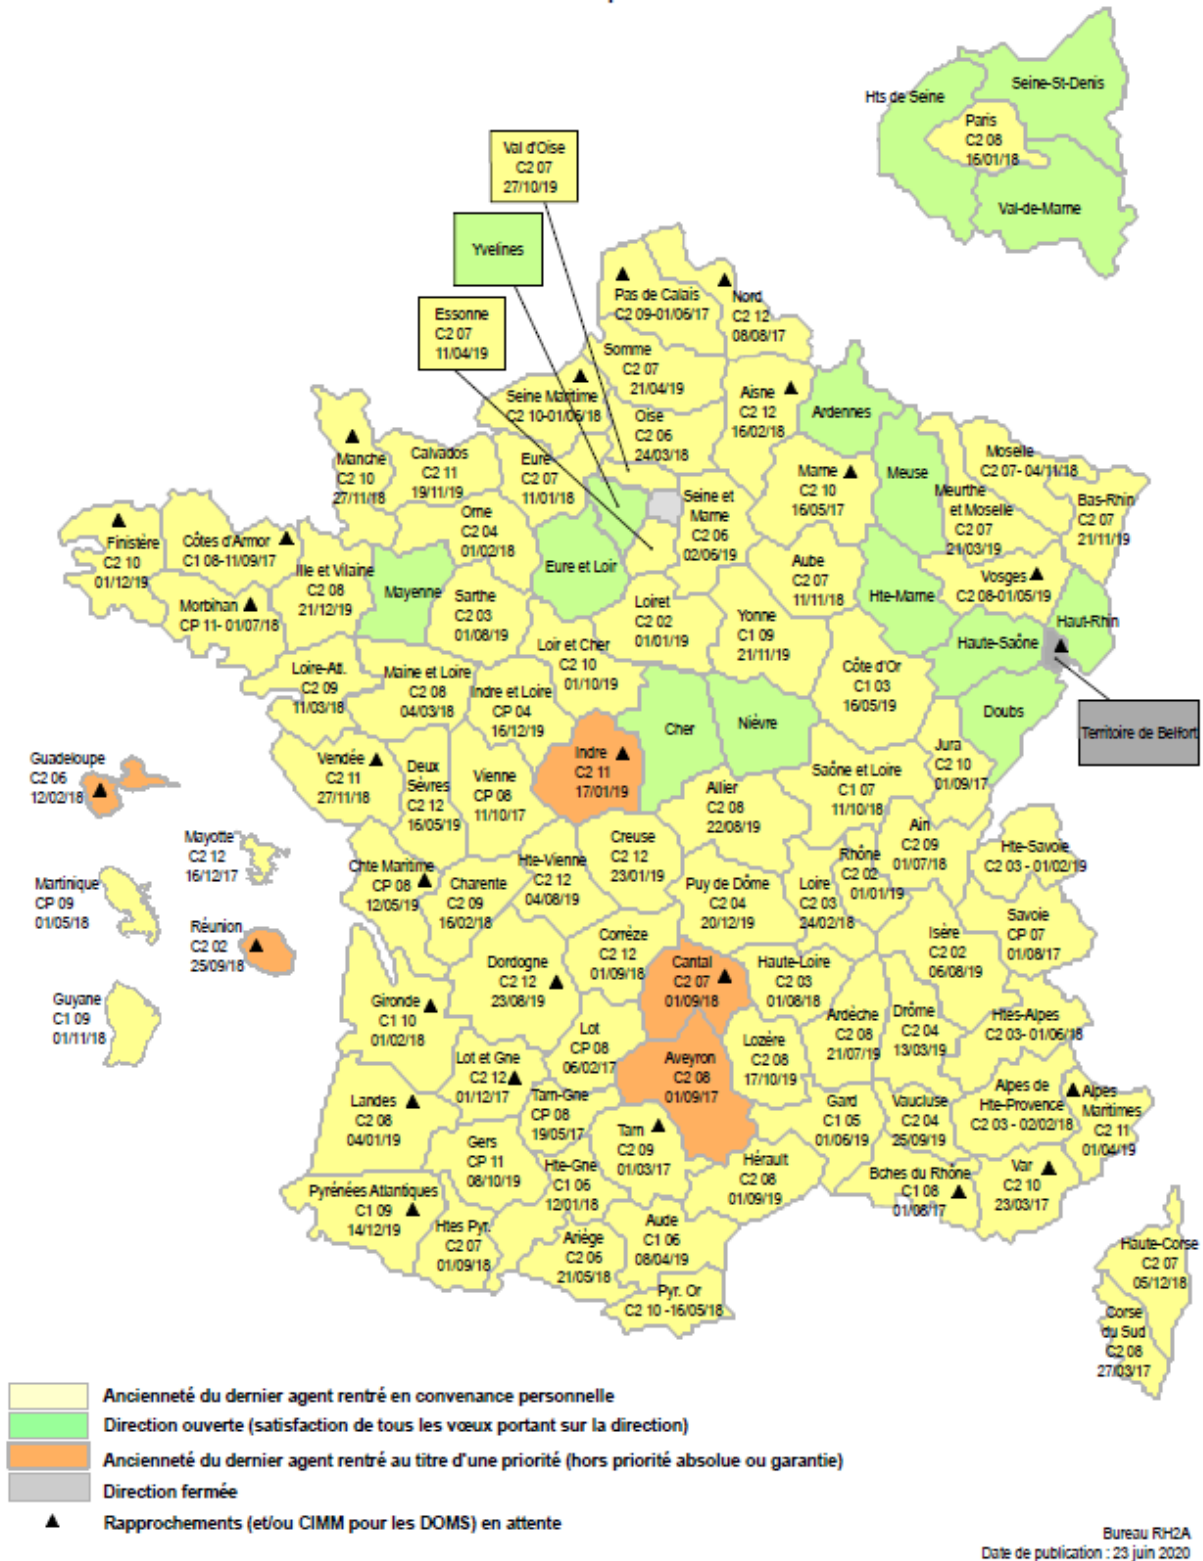 Hts de Seine
Seine-St-Denis
Paris
C2 08
16/01/18
Val-de-Marne
Val d'Oise
C2 07
27/10/19
Yvelines
Essonne
C2 07
11/04/19
Pas de Calais
C2 09-01/06/17
Nord
C2 12
08/08/17
Somme
C2 07
21/04/19
Seine Maritime
C2 10-01/06/18
Oise
C2 06
24/03/18
Aisne
C2 12
16/02/18
Ardennes
Manche
C2 10
27/11/18
Calvados
C2 11
19/11/19
Eure
C2 07
11/01/18
Seine et
Marne
C2 06
02/06/19
Marne
C2 10
16/05/17
Meuse
Moselle
C2 07- 04/11/18
Meurthe
et Moselle
C2 07
21/03/19
Bas-Rhin
C2 07
21/11/19
Finistère
C2 10
01/12/19
Côtes d'Armor
C1 08-11/09/17
Ille et Vilaine
C2 08
21/12/19
Morbihan
CP 11- 01/07/18
Orne
C2 04
01/02/18
Mayenne
Sarthe
C2 03
01/08/19
Eure et Loir
Loiret
C2 02
01/01/19
Yonne
C1 09
21/11/19
Aube
C2 07
11/11/18
Hte-Marne
Vosges
C2 08-01/05/19
Haut-Rhin
Haute-Saône
Territoire de Belfort
Doubs
Loire-Atl.
C2 09
11/03/18
Maine et Loire
C2 08
04/03/18
Indre et Loire
CP 04
16/12/19
Loir et Cher
C2 10
01/10/19
Cher
Nièvre
Côte d'Or
C1 03
16/05/19
Jura
C2 10
01/09/17
Vendée
C2 11
27/11/18
Deux
Sèvres
C2 12
16/05/19
Vienne
CP 08
11/10/17
Indre
C2 11
17/01/19
Allier
C2 08
22/08/19
Saône et Loire
C1 07
11/10/18
Ain
C2 09
01/07/18
Hte-Savoie
C2 03 - 01/02/19
Guadeloupe
C2 06
12/02/18
Mayotte
C2 12
16/12/17
Martinique
CP 09
01/05/18
Réunion
C2 02
25/09/18
Guyane
C1 09
01/11/18
Chte Maritime
CP 08
12/05/19
Charente
C2 09
16/02/18
Hte-Vienne
C2 12
04/08/19
Creuse
C2 12
23/01/19
Puy de Dôme
C2 04
20/12/19
Loire
C2 03
24/02/18
Rhône
C2 02
01/01/19
Isère
C2 02
06/08/19
Savoie
CP 07
01/08/17
Corrèze
C2 12
01/09/18
Dordogne
C2 12
23/08/19
Cantal
C2 07
01/09/18
Haute-Loire
C2 03
01/08/18
Gironde
C1 10
01/02/18
Lot
CP 08
06/02/17
Lot et Gne
C2 12
01/12/17
Aveyron
C2 08
01/09/17
Lozère
C2 08
17/10/19
Ardèche
C2 08
21/07/19
Drôme
C2 04
13/03/19
Htes-Alpes
C2 03- 01/06/18
Landes
C2 08
04/01/19
Tarn-Gne
CP 08
19/05/17
Gers
CP 11
08/10/19
Tarn
C2 09
01/03/17
Gard
C1 05
01/06/19
Vaucluse
C2 04
25/09/19
Alpes de
Hte-Provence
C2 03 - 02/02/18
Alpes
Maritimes
C2 11
01/04/19
Hérault
C2 08
01/09/19
Bches du Rhône
C1 08
01/08/17
Var
C2 10
23/03/17
Pyrénées Atlantiques
C1 09
14/12/19
Htes Pyr.
C2 07
01/09/18
Hte-Gne
C1 06
12/01/18
Ariège
C2 06
21/05/18
Aude
C1 06
08/04/19
Pyr. Or
C2 10 -16/05/18
Haute-Corse
C2 07
05/12/18
Corse
du Sud
C2 08
27/03/17
Ancienneté du dernier agent rentré en convenance personnelle
Direction ouverte (satisfaction de tous les vœux portant sur la direction)
Ancienneté du dernier agent rentré au titre d'une priorité (hors priorité absolue ou garantie)
Direction fermée
Rapprochements (et/ou CIMM pour les DOMS) en attente
Bureau RH2A
Date de publication : 23 juin 2020